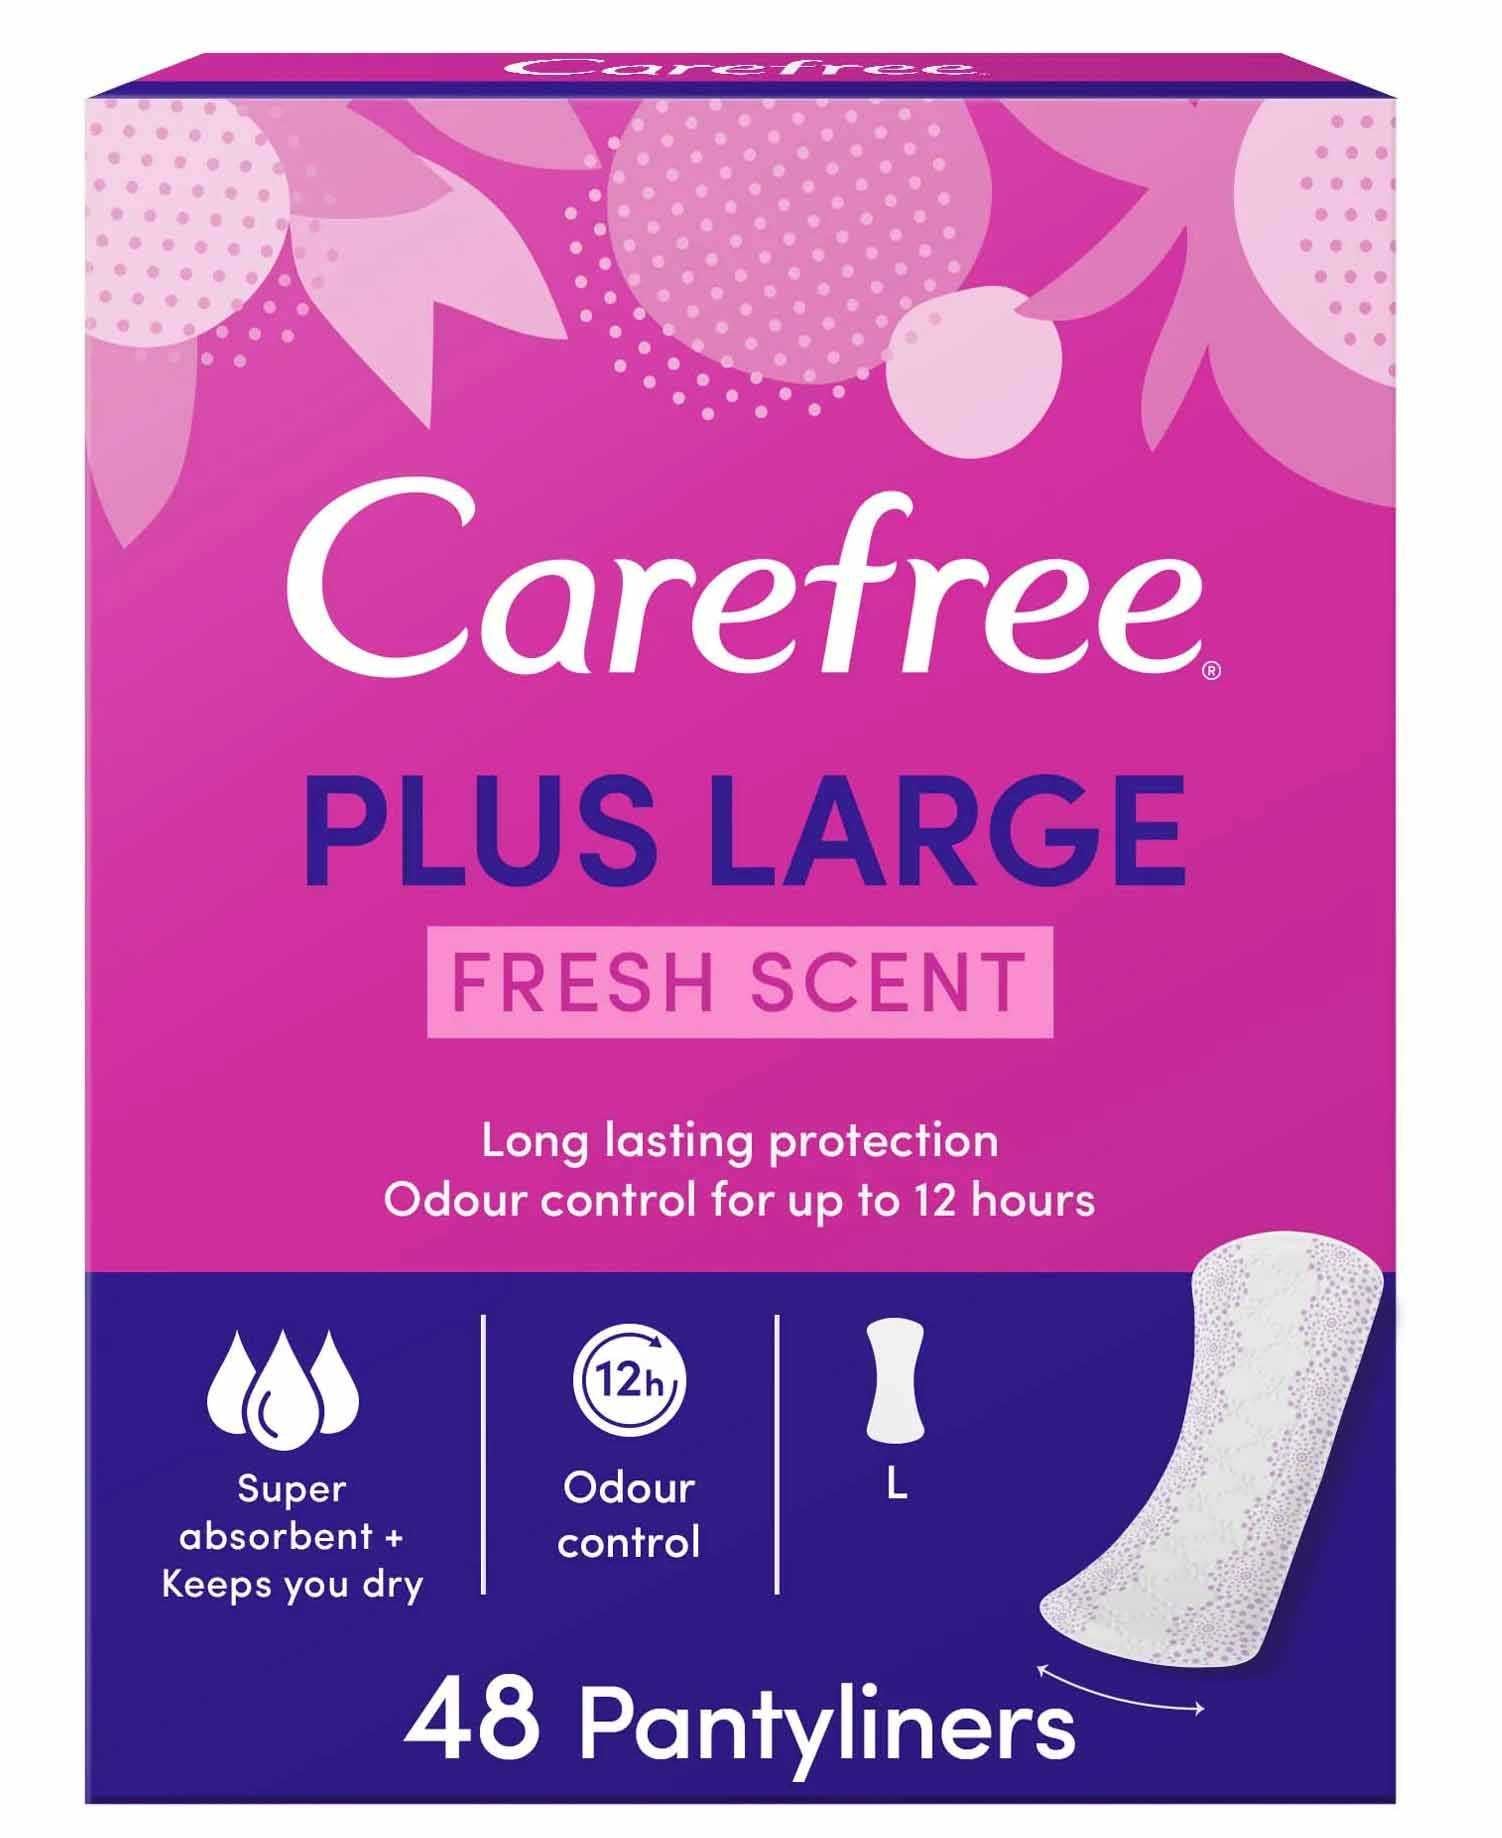 Carefree
Carefree®
PLUS LARGE
FRESH SCENT
Long lasting protection
Odour control for up to 12 hours
Super
absorbent +
Keeps you dry
12h
Odour
control
L
48 Pantyliners